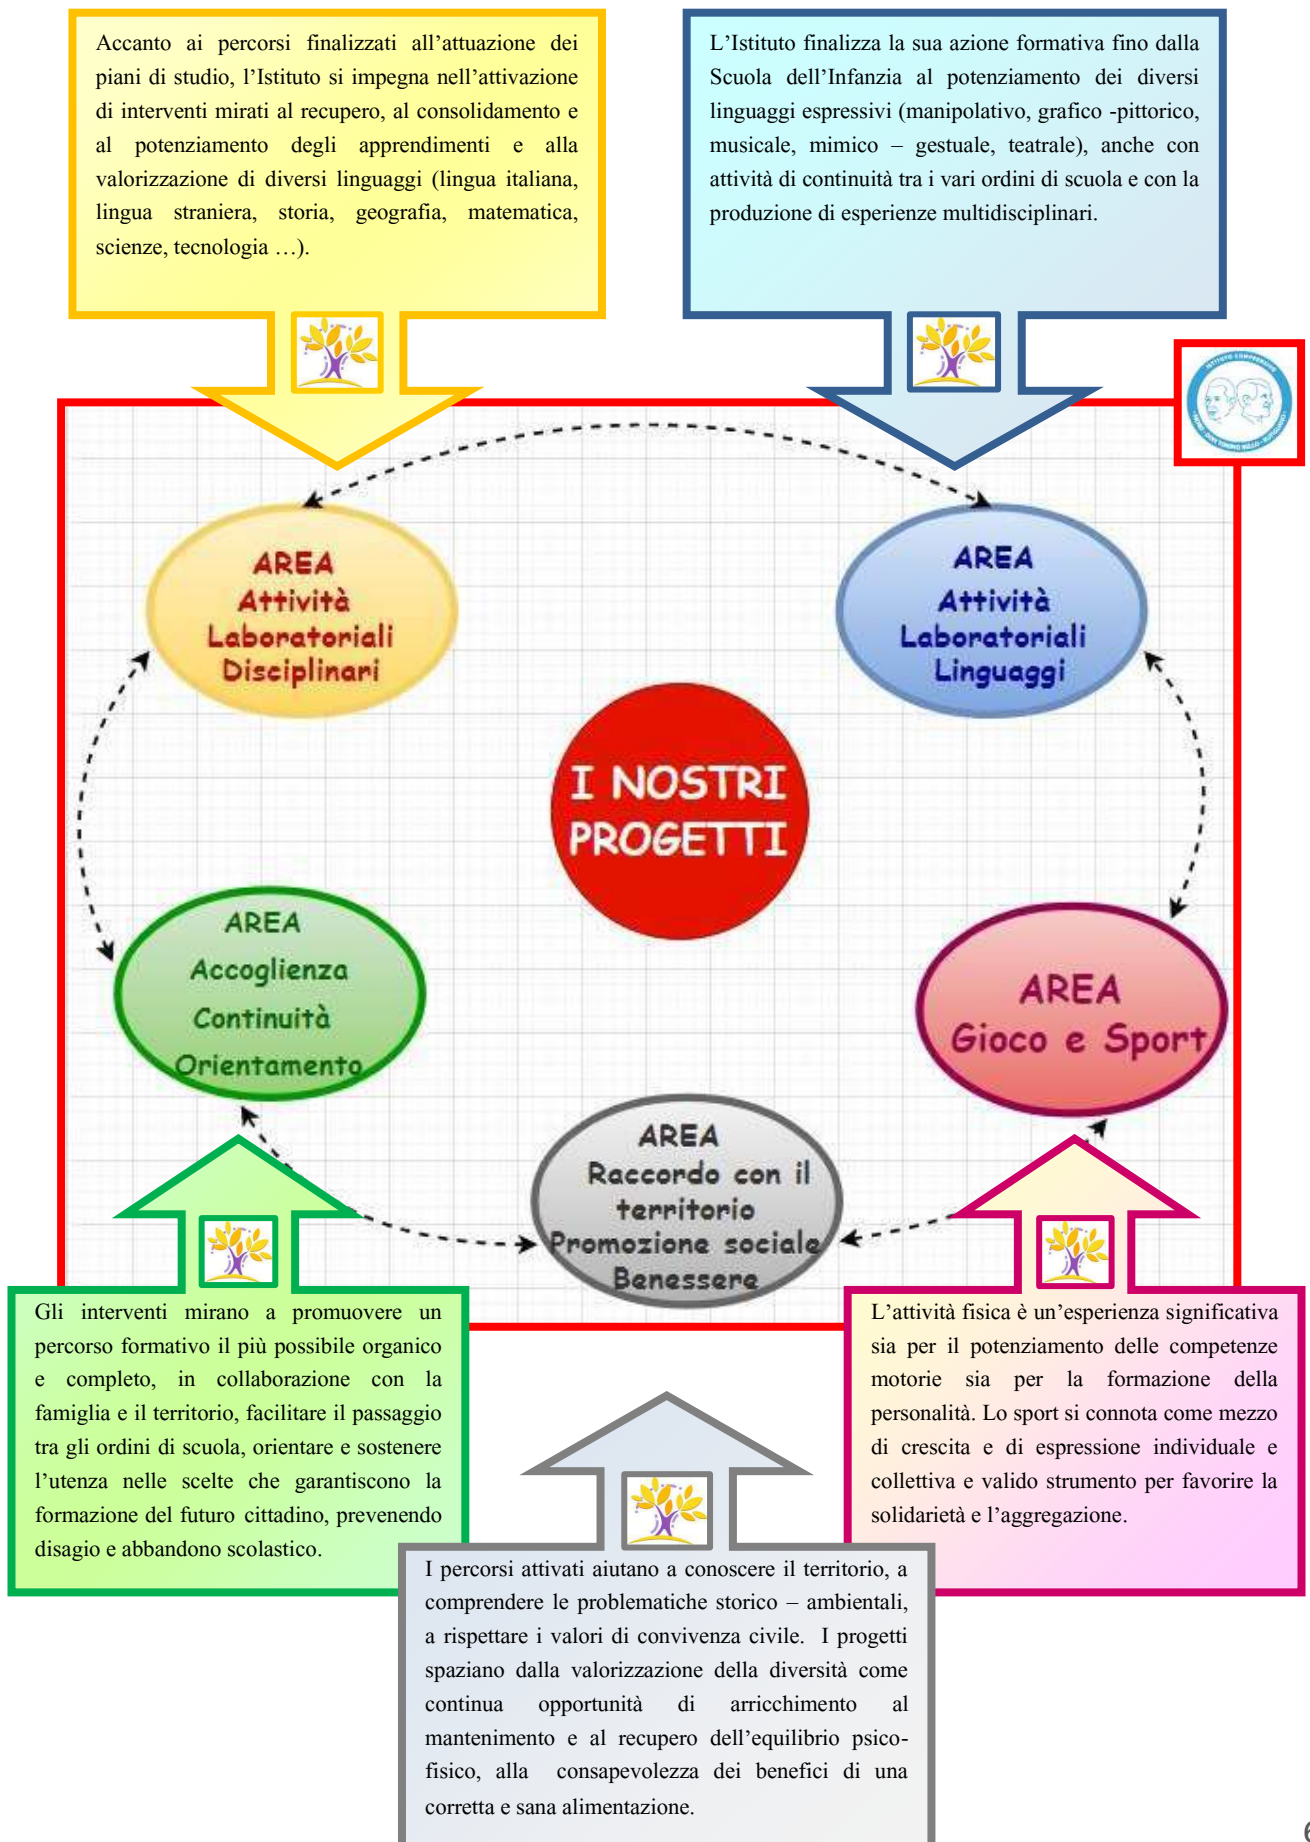 Accanto ai percorsi finalizzati all’attuazione dei
piani di studio, l’Istituto si impegna nell’attivazione
di interventi mirati al recupero, al consolidamento e
al potenziamento degli apprendimenti e alla
valorizzazione di diversi linguaggi (lingua italiana,
lingua straniera, storia, geografia, matematica,
scienze, tecnologia …).
L’Istituto finalizza la sua azione formativa fino dalla
Scuola dell’Infanzia al potenziamento dei diversi
linguaggi espressivi (manipolativo, grafico -pittorico,
musicale, mimico – gestuale, teatrale), anche con
attività di continuità tra i vari ordini di scuola e con la
produzione di esperienze multidisciplinari.
ISTITUTO COMPRENSIVO
AREA
Attività
Laboratoriali
Disciplinari
AREA
Attività
Laboratoriali
Linguaggi
I NOSTRI
PROGETTI
AREA
Accoglienza
Continuità
Orientamento
AREA
Gioco e Sport
AREA
Raccordo con il
territorio
Promozione sociale
Benessere
Gli interventi mirano a promuovere un
percorso formativo il più possibile organico
e completo, in collaborazione con la
famiglia e il territorio, facilitare il passaggio
tra gli ordini di scuola, orientare e sostenere
l’utenza nelle scelte che garantiscono la
formazione del futuro cittadino, prevenendo
disagio e abbandono scolastico.
L’attività fisica è un’esperienza significativa
sia per il potenziamento delle competenze
motorie sia per la formazione della
personalità. Lo sport si connota come mezzo
di crescita e di espressione individuale e
collettiva e valido strumento per favorire la
solidarietà e l’aggregazione.
I percorsi attivati aiutano a conoscere il territorio, a
comprendere le problematiche storico – ambientali,
a rispettare i valori di convivenza civile. I progetti
spaziano dalla valorizzazione della diversità come
continua opportunità di arricchimento al
mantenimento e al recupero dell’equilibrio psico-
fisico, alla consapevolezza dei benefici di una
corretta e sana alimentazione.